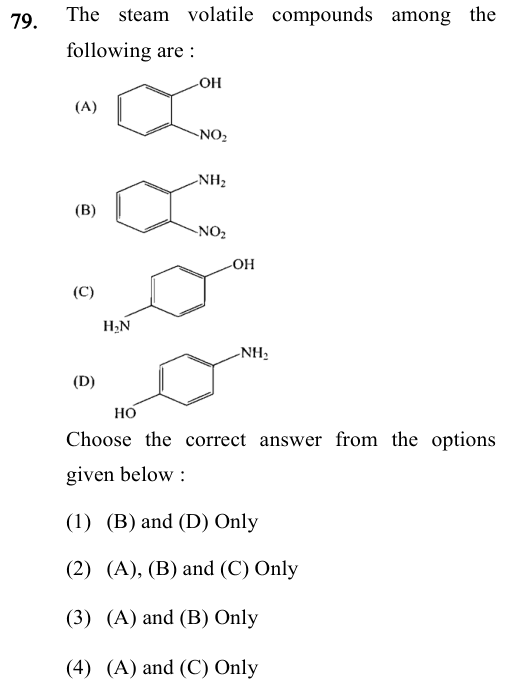 79. The steam volatile compounds among the
following are :
(A) OH
NO₂
(B) NH₂
NO₂
(C) OH
H₂N
(D) NH₂
HO
Choose the correct answer from the options
given below :
(1) (B) and (D) Only
(2) (A), (B) and (C) Only
(3) (A) and (B) Only
(4) (A) and (C) Only